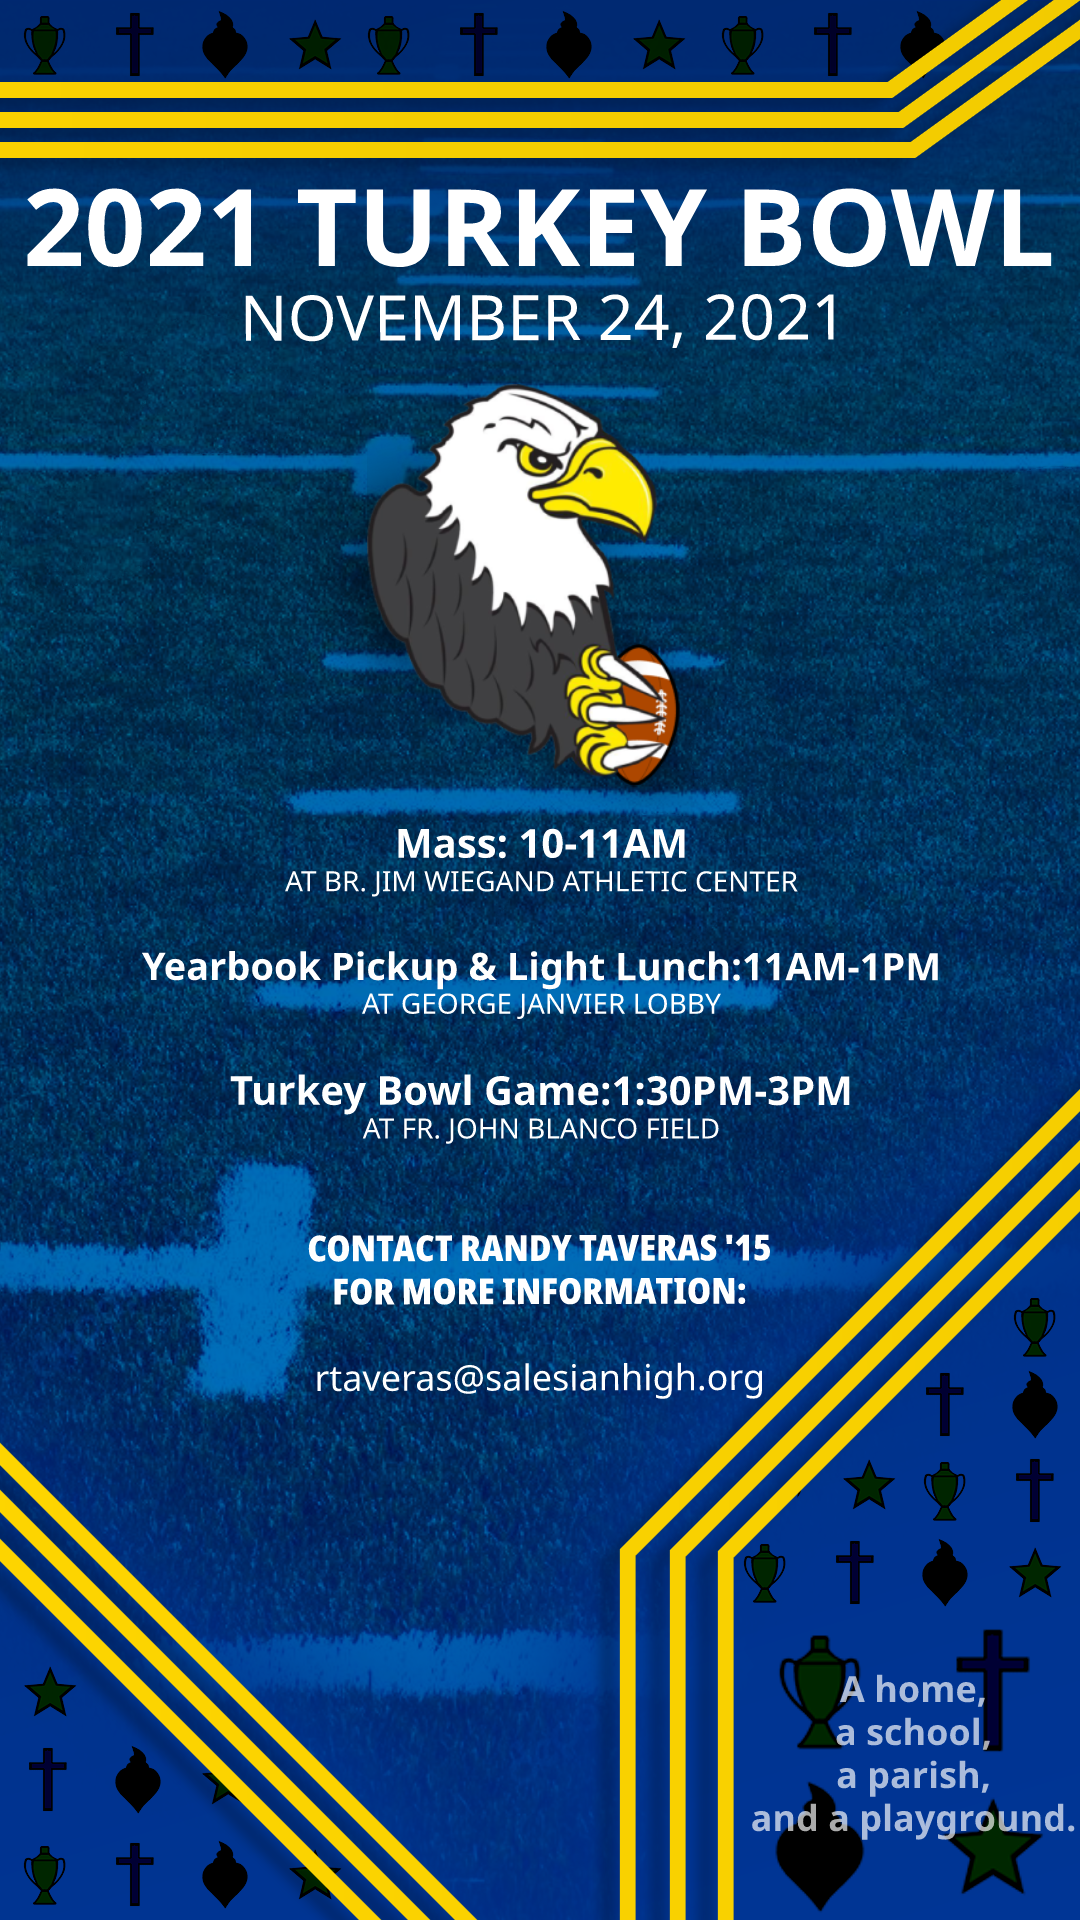 2021 TURKEY BOWL
NOVEMBER 24, 2021
Mass: 10-11AM
AT BR. JIM WIEGAND ATHLETIC CENTER
Yearbook Pickup & Light Lunch:11AM-1PM
AT GEORGE JANVIER LOBBY
Turkey Bowl Game:1:30PM-3PM
AT FR. JOHN BLANCO FIELD
CONTACT RANDY TAVERAS '15
FOR MORE INFORMATION:
rtaveras@salesianhigh.org
A home,
a school,
a parish,
and a playground.